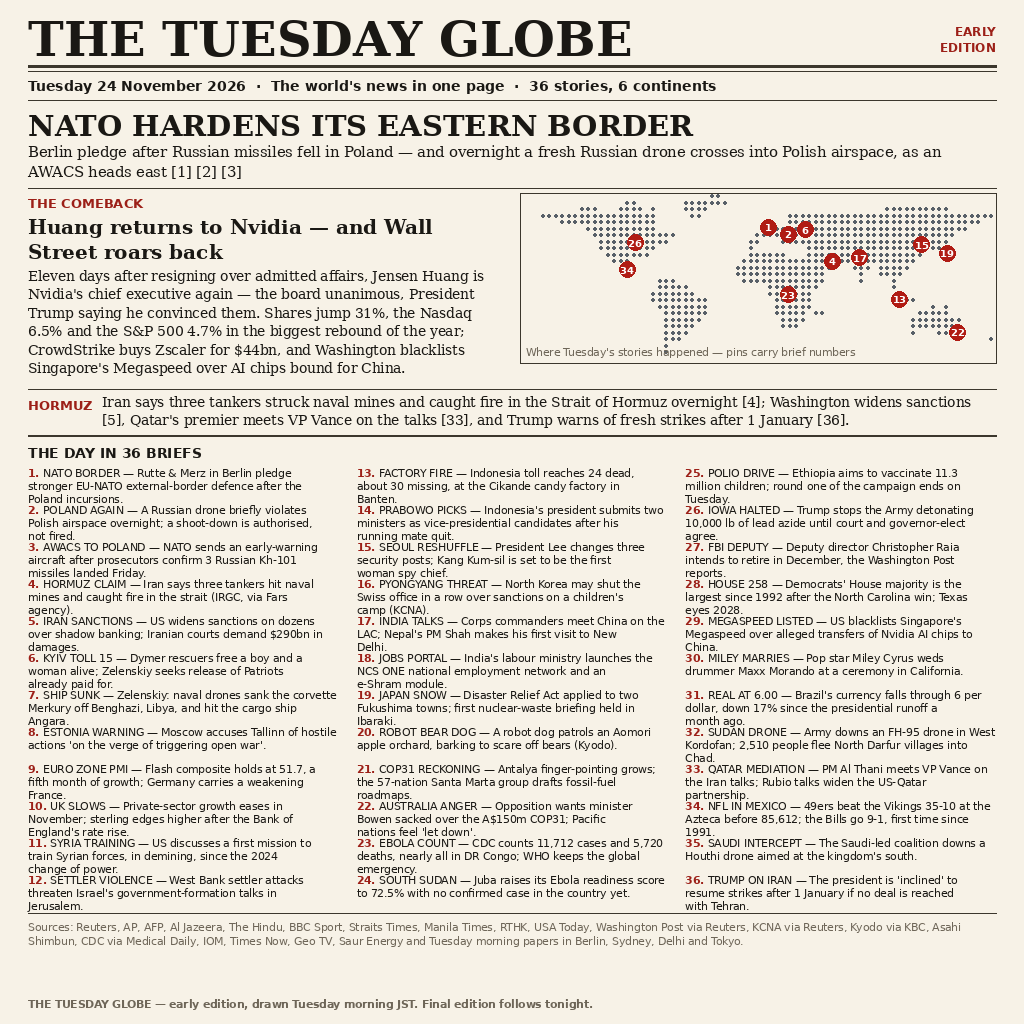 THE TUESDAY GLOBE
EARLY
EDITION
Tuesday 24 November 2026 · The world's news in one page · 36 stories, 6 continents
NATO HARDENS ITS EASTERN BORDER
Berlin pledge after Russian missiles fell in Poland — and overnight a fresh Russian drone crosses into Polish airspace, as an
AWACS heads east [1] [2] [3]
THE COMEBACK
Huang returns to Nvidia — and Wall
Street roars back
Eleven days after resigning over admitted affairs, Jensen Huang is
Nvidia's chief executive again — the board unanimous, President
Trump saying he convinced them. Shares jump 31%, the Nasdaq
6.5% and the S&P 500 4.7% in the biggest rebound of the year;
CrowdStrike buys Zscaler for $44bn, and Washington blacklists
Singapore's Megaspeed over AI chips bound for China.
1
2
6
26
15
19
17
4
34
23
13
22
Where Tuesday's stories happened — pins carry brief numbers
HORMUZ
Iran says three tankers struck naval mines and caught fire in the Strait of Hormuz overnight [4]; Washington widens sanctions
[5], Qatar's premier meets VP Vance on the talks [33], and Trump warns of fresh strikes after 1 January [36].
THE DAY IN 36 BRIEFS
1. NATO BORDER — Rutte & Merz in Berlin pledge
stronger EU-NATO external-border defence after the
Poland incursions.
2. POLAND AGAIN — A Russian drone briefly violates
Polish airspace overnight; a shoot-down is authorised,
not fired.
3. AWACS TO POLAND — NATO sends an early-warning
aircraft after prosecutors confirm 3 Russian Kh-101
missiles landed Friday.
4. HORMUZ CLAIM — Iran says three tankers hit naval
mines and caught fire in the strait (IRGC, via Fars
agency).
5. IRAN SANCTIONS — US widens sanctions on dozens
over shadow banking; Iranian courts demand $290bn in
damages.
6. KYIV TOLL 15 — Dymer rescuers free a boy and a
woman alive; Zelenskiy seeks release of Patriots
already paid for.
7. SHIP SUNK — Zelenskiy: naval drones sank the corvette
Merkury off Benghazi, Libya, and hit the cargo ship
Angara.
8. ESTONIA WARNING — Moscow accuses Tallinn of hostile
actions 'on the verge of triggering open war'.
9. EURO ZONE PMI — Flash composite holds at 51.7, a
fifth month of growth; Germany carries a weakening
France.
10. UK SLOWS — Private-sector growth eases in
November; sterling edges higher after the Bank of
England's rate rise.
11. SYRIA TRAINING — US discusses a first mission to
train Syrian forces, in demining, since the 2024
change of power.
12. SETTLER VIOLENCE — West Bank settler attacks
threaten Israel's government-formation talks in
Jerusalem.
13. FACTORY FIRE — Indonesia toll reaches 24 dead,
about 30 missing, at the Cikande candy factory in
Banten.
14. PRABOWO PICKS — Indonesia's president submits two
ministers as vice-presidential candidates after his
running mate quit.
15. SEOUL RESHUFFLE — President Lee changes three
security posts; Kang Kum-sil is set to be the first
woman spy chief.
16. PYONGYANG THREAT — North Korea may shut the
Swiss office in a row over sanctions on a children's
camp (KCNA).
17. INDIA TALKS — Corps commanders meet China on the
LAC; Nepal's PM Shah makes his first visit to New
Delhi.
18. JOBS PORTAL — India's labour ministry launches the
NCS ONE national employment network and an
e-Shram module.
19. JAPAN SNOW — Disaster Relief Act applied to two
Fukushima towns; first nuclear-waste briefing held in
Ibaraki.
20. ROBOT BEAR DOG — A robot dog patrols an Aomori
apple orchard, barking to scare off bears (Kyodo).
21. COP31 RECKONING — Antalya finger-pointing grows;
the 57-nation Santa Marta group drafts fossil-fuel
roadmaps.
22. AUSTRALIA ANGER — Opposition wants minister
Bowen sacked over the A$150m COP31; Pacific
nations feel 'let down'.
23. EBOLA COUNT — CDC counts 11,712 cases and 5,720
deaths, nearly all in DR Congo; WHO keeps the global
emergency.
24. SOUTH SUDAN — Juba raises its Ebola readiness score
to 72.5% with no confirmed case in the country yet.
25. POLIO DRIVE — Ethiopia aims to vaccinate 11.3
million children; round one of the campaign ends on
Tuesday.
26. IOWA HALTED — Trump stops the Army detonating
10,000 lb of lead azide until court and governor-elect
agree.
27. FBI DEPUTY — Deputy director Christopher Raia
intends to retire in December, the Washington Post
reports.
28. HOUSE 258 — Democrats' House majority is the
largest since 1992 after the North Carolina win; Texas
eyes 2028.
29. MEGASPEED LISTED — US blacklists Singapore's
Megaspeed over alleged transfers of Nvidia AI chips to
China.
30. MILEY MARRIES — Pop star Miley Cyrus weds
drummer Maxx Morando at a ceremony in California.
31. REAL AT 6.00 — Brazil's currency falls through 6 per
dollar, down 17% since the presidential runoff a
month ago.
32. SUDAN DRONE — Army downs an FH-95 drone in West
Kordofan; 2,510 people flee North Darfur villages into
Chad.
33. QATAR MEDIATION — PM Al Thani meets VP Vance on
the Iran talks; Rubio talks widen the US-Qatar
partnership.
34. NFL IN MEXICO — 49ers beat the Vikings 35-10 at the
Azteca before 85,612; the Bills go 9-1, first time since
1991.
35. SAUDI INTERCEPT — The Saudi-led coalition downs a
Houthi drone aimed at the kingdom's south.
36. TRUMP ON IRAN — The president is 'inclined' to
resume strikes after 1 January if no deal is reached
with Tehran.
Sources: Reuters, AP, AFP, Al Jazeera, The Hindu, BBC Sport, Straits Times, Manila Times, RTHK, USA Today, Washington Post via Reuters, KCNA via Reuters, Kyodo via KBC, Asahi
Shimbun, CDC via Medical Daily, IOM, Times Now, Geo TV, Saur Energy and Tuesday morning papers in Berlin, Sydney, Delhi and Tokyo.
THE TUESDAY GLOBE — early edition, drawn Tuesday morning JST. Final edition follows tonight.